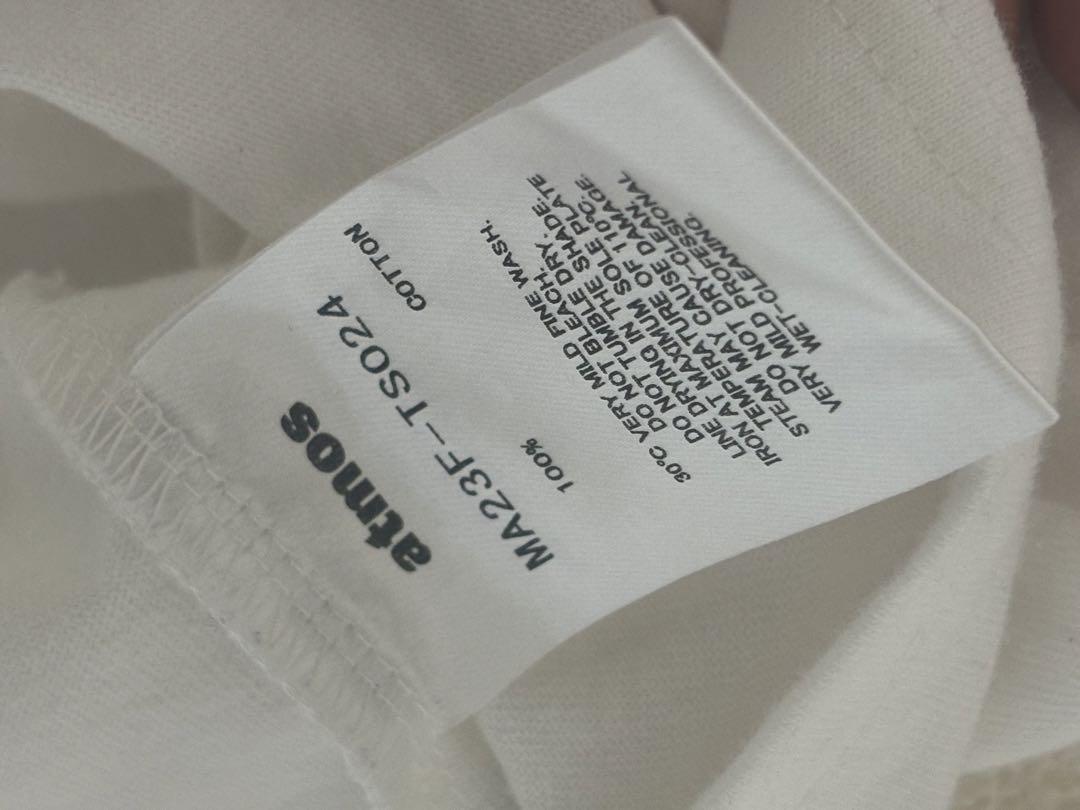 atmos
MA23F-TS024
100% COTTON
30°C VERY MILD FINE WASH.
DO NOT BLEACH.
DO NOT TUMBLE DRY.
LINE DRYING IN THE SHADE.
IRON AT MAXIMUM SOLE PLATE
TEMPERATURE OF 110°C.
STEAM MAY CAUSE DAMAGE.
DO NOT DRY-CLEAN.
VERY MILD PROFESSIONAL
WET-CLEANING.